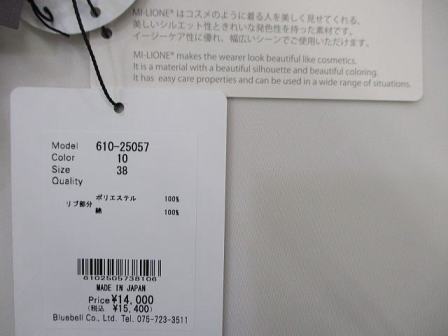 MI-LIONE®はコスメのように着る人を美しく見せてくれる、
美しいシルエット性ときれいな発色性を持った素材です。
イージーケア性に優れ、幅広いシーンでご使用いただけます。
MI-LIONE® makes the wearer look beautiful like cosmetics.
It is a material with a beautiful silhouette and beautiful coloring.
It has easy care properties and can be used in a wide range of situations.
Model 610-25057
Color 10
Size 38
Quality
ポリエステル 100%
リブ部分 綿 100%
6102505738106
MADE IN JAPAN
Price ¥14,000
(税込 ¥15,400)
Bluebell Co., Ltd. Tel. 075-723-3511